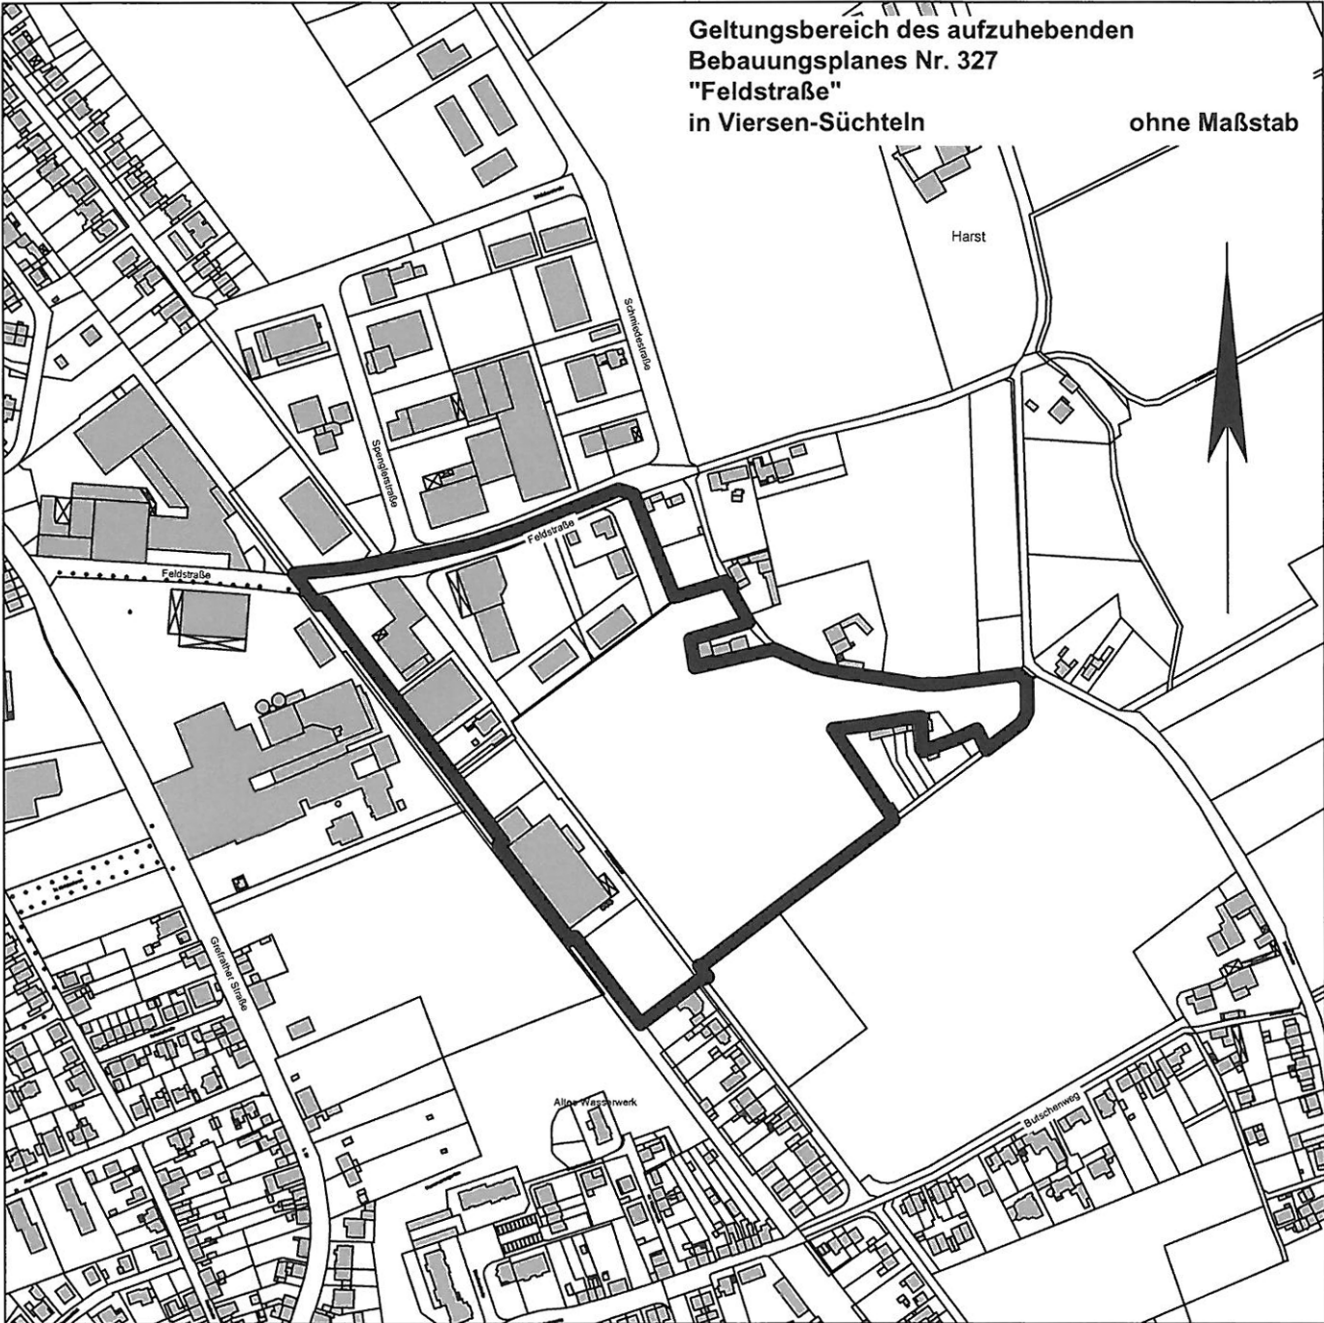 Geltungsbereich des aufzuhebenden
Bebauungsplanes Nr. 327
"Feldstraße"
in Viersen-Süchteln ohne Maßstab
Harst
Schmiedestraße
Spenglerstraße
Feldstraße
Feldstraße
Grefrather Straße
Altes Wasserwerk
Butschenweg